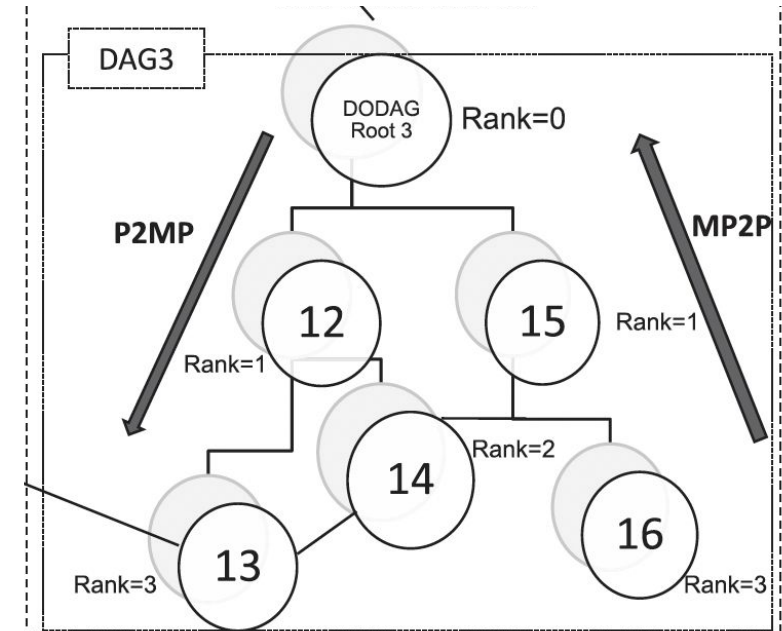 DAG3
DODAG
Root 3
Rank=0
P2MP
MP2P
12
15
Rank=1
Rank=1
14
Rank=2
13
16
Rank=3
Rank=3